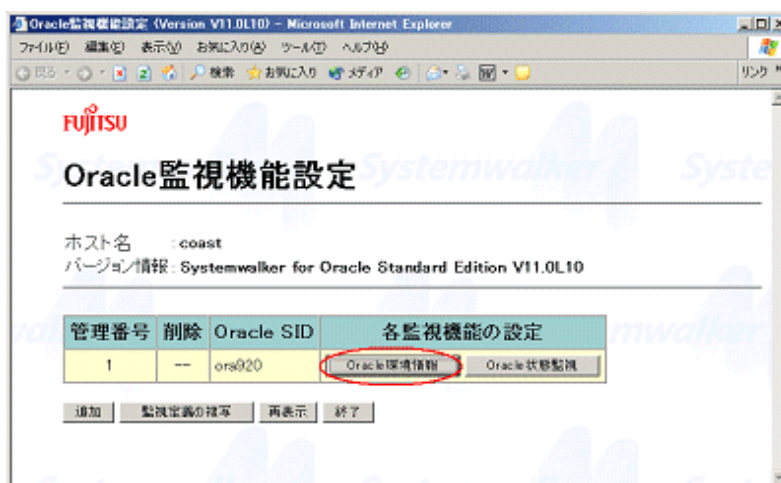 Oracle監視機能設定 (Version V11.0L10) - Microsoft Internet Explorer
ファイル(F) 編集(E) 表示(V) お気に入り(A) ツール(T) ヘルプ(H)
戻る 検索 お気に入り メディア リンク »
FUJITSU
Systemwalker Systemwalker Syste
Oracle監視機能設定
ホスト名 : coast
バージョン情報 : Systemwalker for Oracle Standard Edition V11.0L10
管理番号 削除 Oracle SID 各監視機能の設定
1 -- ora920 Oracle環境情報 Oracle状態監視
追加 監視定義の複写 再表示 終了